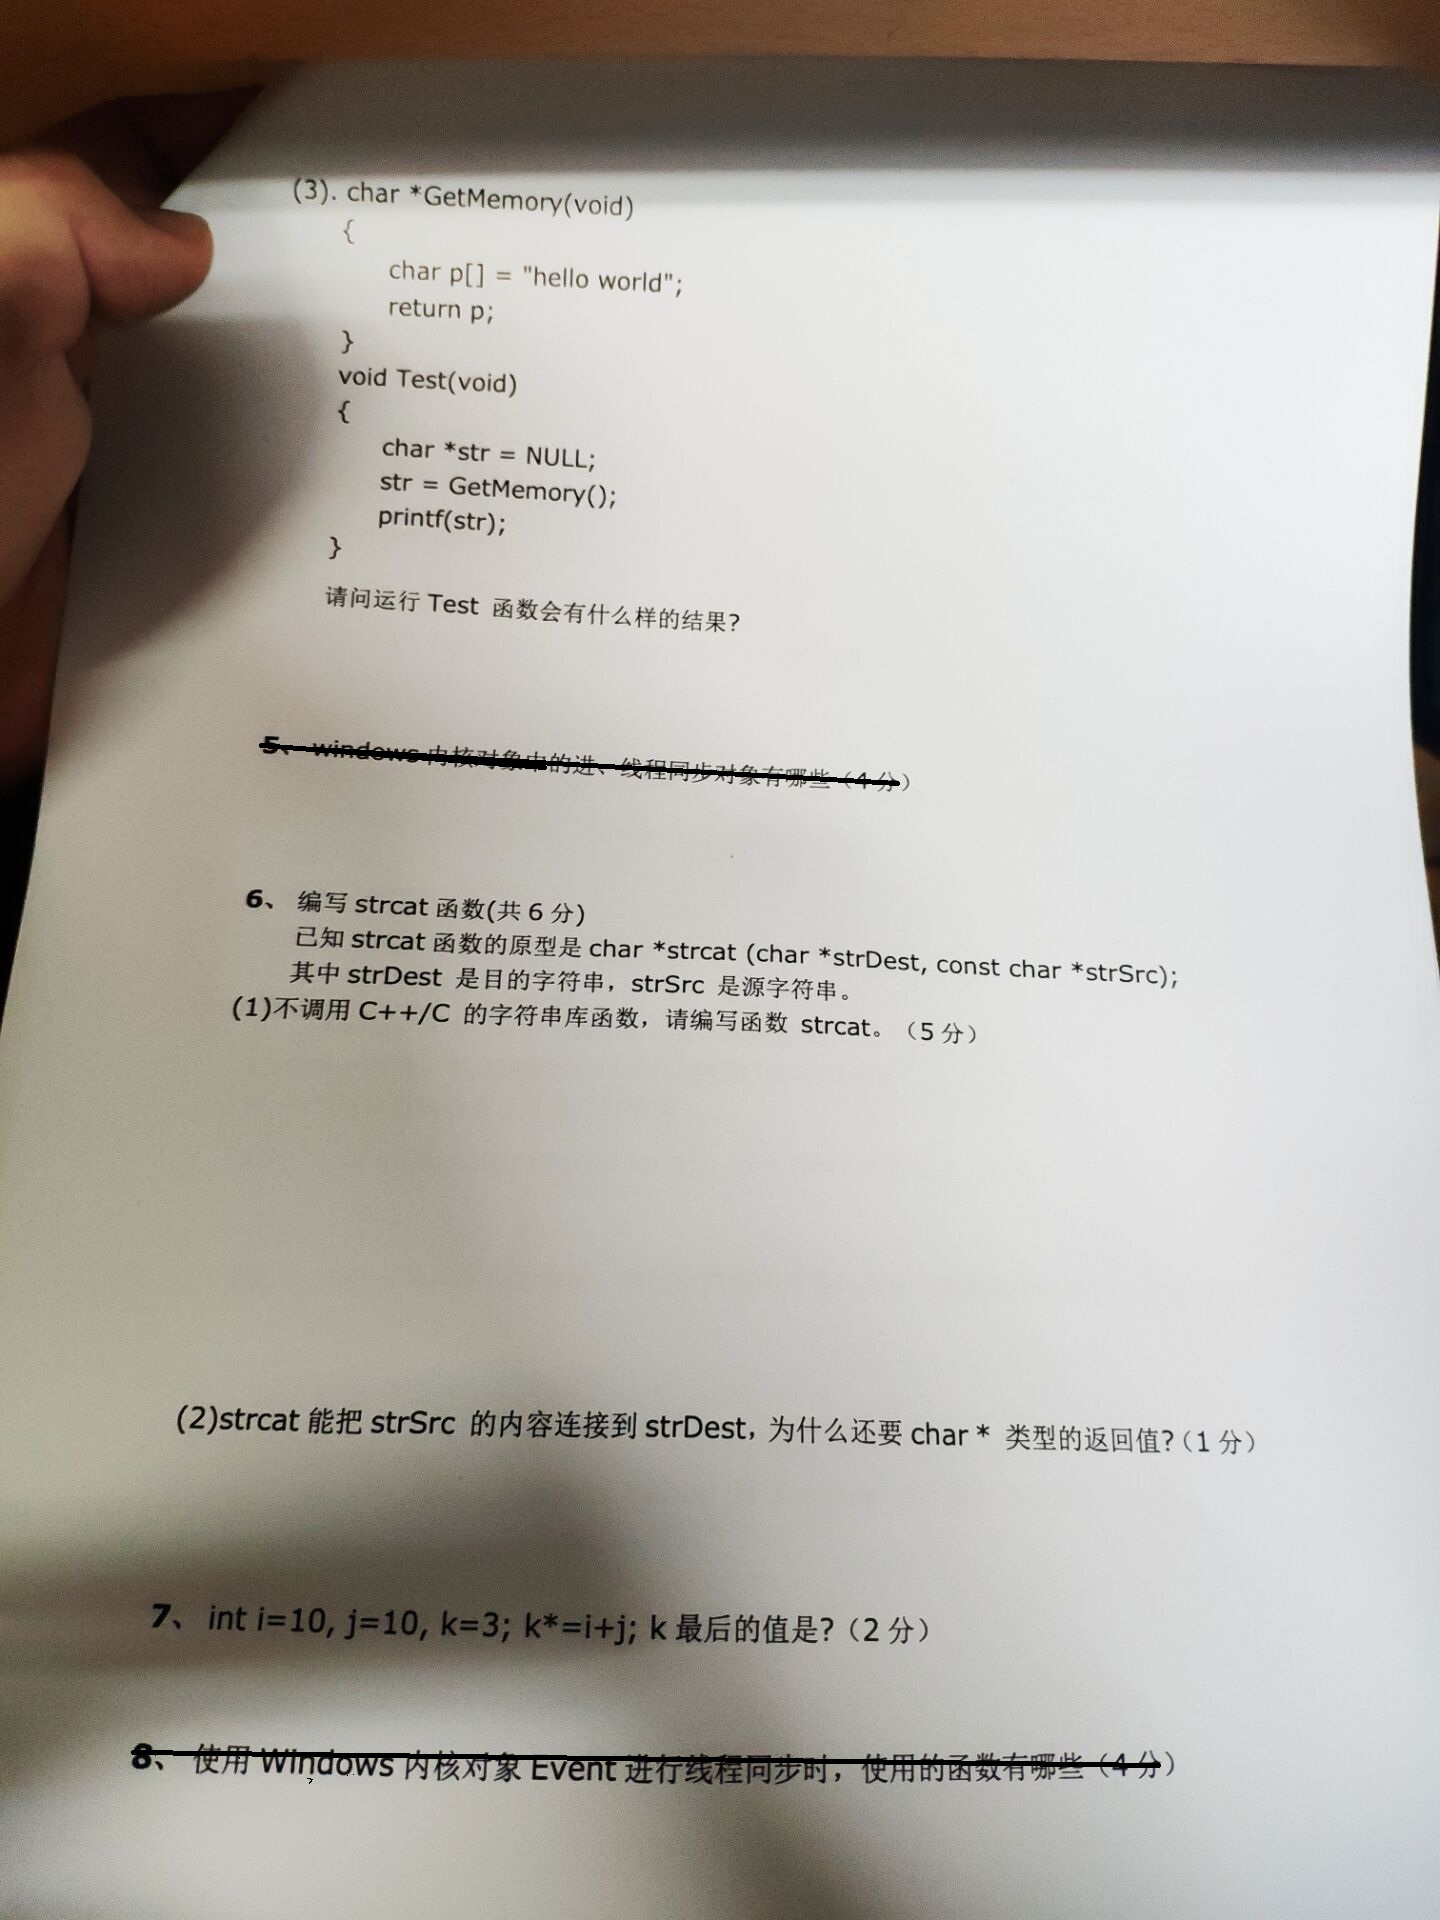 (3). char *GetMemory(void)
{
char p[] = "hello world";
return p;
}
void Test(void)
{
char *str = NULL;
str = GetMemory();
printf(str);
}
请问运行 Test 函数会有什么样的结果?
5、 windows 内核对象中的进、线程同步对象有哪些（4 分）
6、 编写 strcat 函数(共 6 分)
已知 strcat 函数的原型是 char *strcat (char *strDest, const char *strSrc);
其中 strDest 是目的字符串，strSrc 是源字符串。
(1)不调用 C++/C 的字符串库函数，请编写函数 strcat。（5 分）
(2)strcat 能把 strSrc 的内容连接到 strDest，为什么还要 char * 类型的返回值?（1 分）
7、 int i=10, j=10, k=3; k*=i+j; k 最后的值是?（2 分）
8、 使用 Windows 内核对象 Event 进行线程同步时，使用的函数有哪些（4 分）